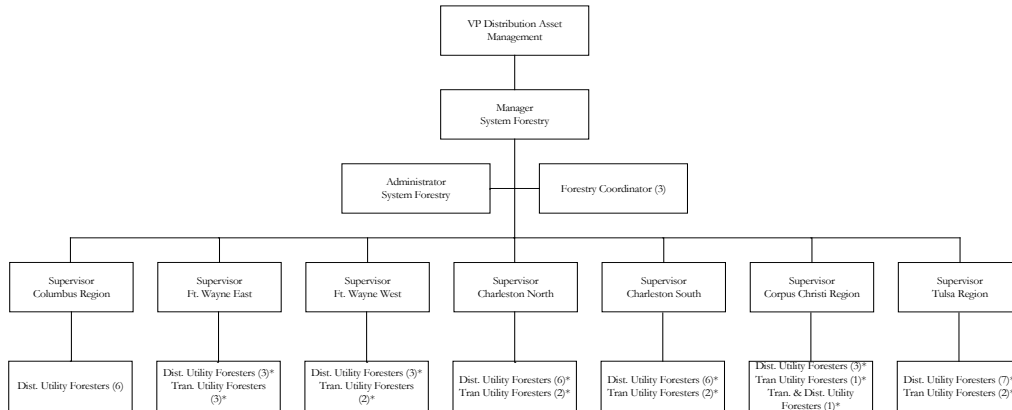 VP Distribution Asset
Management
Manager
System Forestry
Administrator
System Forestry
Forestry Coordinator (3)
Supervisor
Columbus Region
Supervisor
Ft. Wayne East
Supervisor
Ft. Wayne West
Supervisor
Charleston North
Supervisor
Charleston South
Supervisor
Corpus Christi Region
Supervisor
Tulsa Region
Dist. Utility Foresters (6)
Dist. Utility Foresters (3)*
Tran. Utility Foresters
(3)*
Dist. Utility Foresters (3)*
Tran. Utility Foresters
(2)*
Dist. Utility Foresters (6)*
Tran Utility Foresters (2)*
Dist. Utility Foresters (6)*
Tran Utility Foresters (2)*
Dist. Utility Foresters (3)*
Tran Utility Foresters (1)*
Tran. & Dist. Utility
Foresters (1)*
Dist. Utility Foresters (7)*
Tran Utility Foresters (2)*